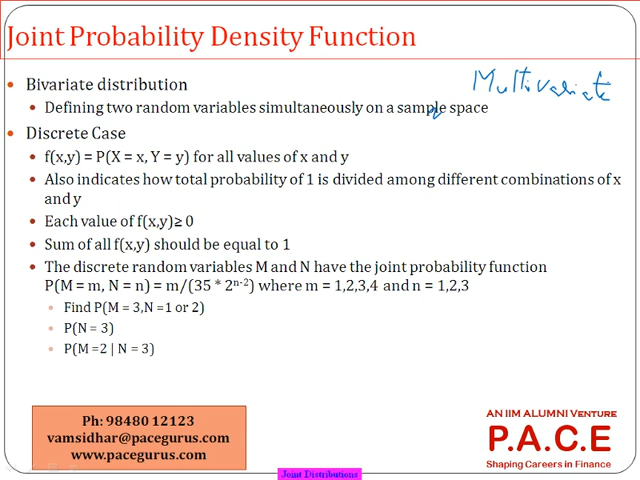 Joint Probability Density Function
Multivariate
• Bivariate distribution
• Defining two random variables simultaneously on a sample space
• Discrete Case
• f(x,y) = P(X = x, Y = y) for all values of x and y
• Also indicates how total probability of 1 is divided among different combinations of x
and y
• Each value of f(x,y)≥ 0
• Sum of all f(x,y) should be equal to 1
• The discrete random variables M and N have the joint probability function
P(M = m, N = n) = m/(35 * 2^(n-2)) where m = 1,2,3,4 and n = 1,2,3
• Find P(M = 3,N =1 or 2)
• P(N = 3)
• P(M =2 | N = 3)
Ph: 98480 12123
vamsidhar@pacegurus.com
www.pacegurus.com
AN IIM ALUMNI VENTURE
P.A.C.E
Shaping Careers in Finance
Joint Distributions